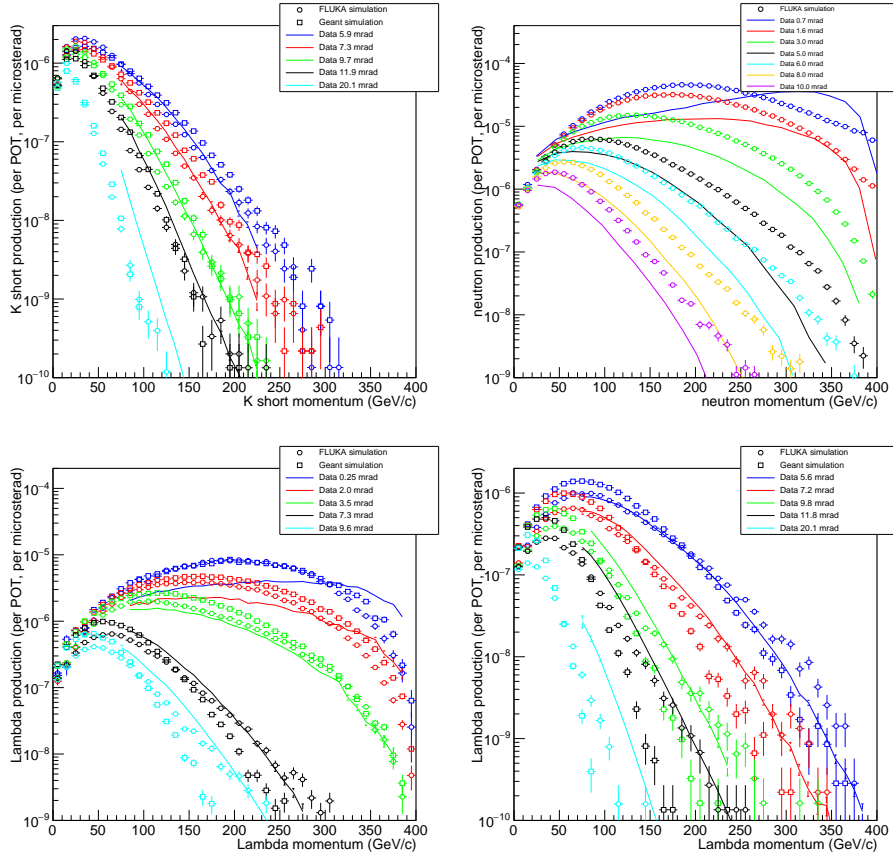 FLUKA simulation
Geant simulation
Data 5.9 mrad
Data 7.3 mrad
Data 9.7 mrad
Data 11.9 mrad
Data 20.1 mrad
K short production (per POT, per microsterad)
10⁻⁶
10⁻⁷
10⁻⁸
10⁻⁹
10⁻¹⁰
0 50 100 150 200 250 300 350 400
K short momentum (GeV/c)
FLUKA simulation
Data 0.7 mrad
Data 1.6 mrad
Data 3.0 mrad
Data 5.0 mrad
Data 6.0 mrad
Data 8.0 mrad
Data 10.0 mrad
neutron production (per POT, per microsterad)
10⁻⁴
10⁻⁵
10⁻⁶
10⁻⁷
10⁻⁸
10⁻⁹
0 50 100 150 200 250 300 350 400
neutron momentum (GeV/c)
FLUKA simulation
Geant simulation
Data 0.25 mrad
Data 2.0 mrad
Data 3.5 mrad
Data 7.3 mrad
Data 9.6 mrad
Lambda production (per POT, per microsterad)
10⁻⁴
10⁻⁵
10⁻⁶
10⁻⁷
10⁻⁸
10⁻⁹
0 50 100 150 200 250 300 350 400
Lambda momentum (GeV/c)
FLUKA simulation
Geant simulation
Data 5.6 mrad
Data 7.2 mrad
Data 9.8 mrad
Data 11.8 mrad
Data 20.1 mrad
Lambda production (per POT, per microsterad)
10⁻⁶
10⁻⁷
10⁻⁸
10⁻⁹
10⁻¹⁰
0 50 100 150 200 250 300 350 400
Lambda momentum (GeV/c)